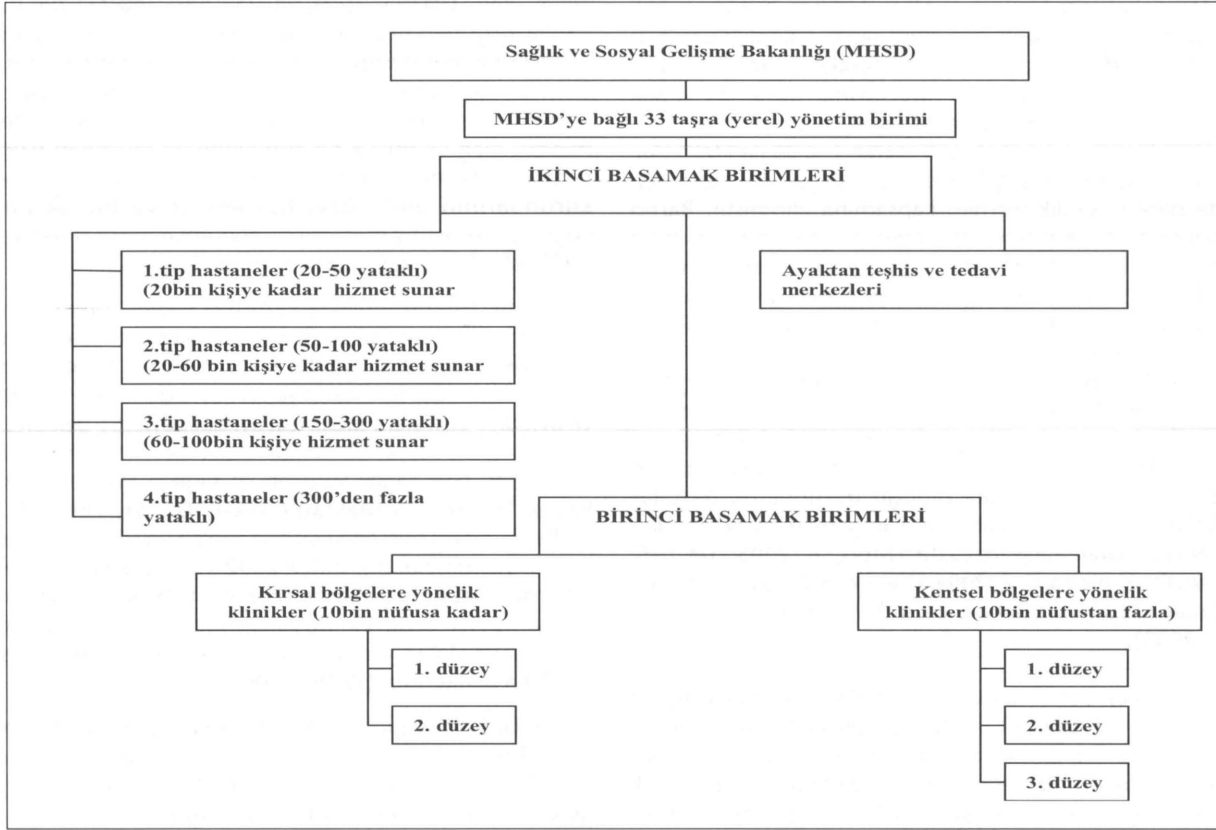 Sağlık ve Sosyal Gelişme Bakanlığı (MHSD)
MHSD'ye bağlı 33 taşra (yerel) yönetim birimi
İKİNCİ BASAMAK BİRİMLERİ
1.tip hastaneler (20-50 yataklı)
(20bin kişiye kadar hizmet sunar
Ayaktan teşhis ve tedavi
merkezleri
2.tip hastaneler (50-100 yataklı)
(20-60 bin kişiye kadar hizmet sunar
3.tip hastaneler (150-300 yataklı)
(60-100bin kişiye hizmet sunar
4.tip hastaneler (300'den fazla
yataklı)
BİRİNCİ BASAMAK BİRİMLERİ
Kırsal bölgelere yönelik
klinikler (10bin nüfusa kadar)
Kentsel bölgelere yönelik
klinikler (10bin nüfustan fazla)
1. düzey
2. düzey
1. düzey
2. düzey
3. düzey